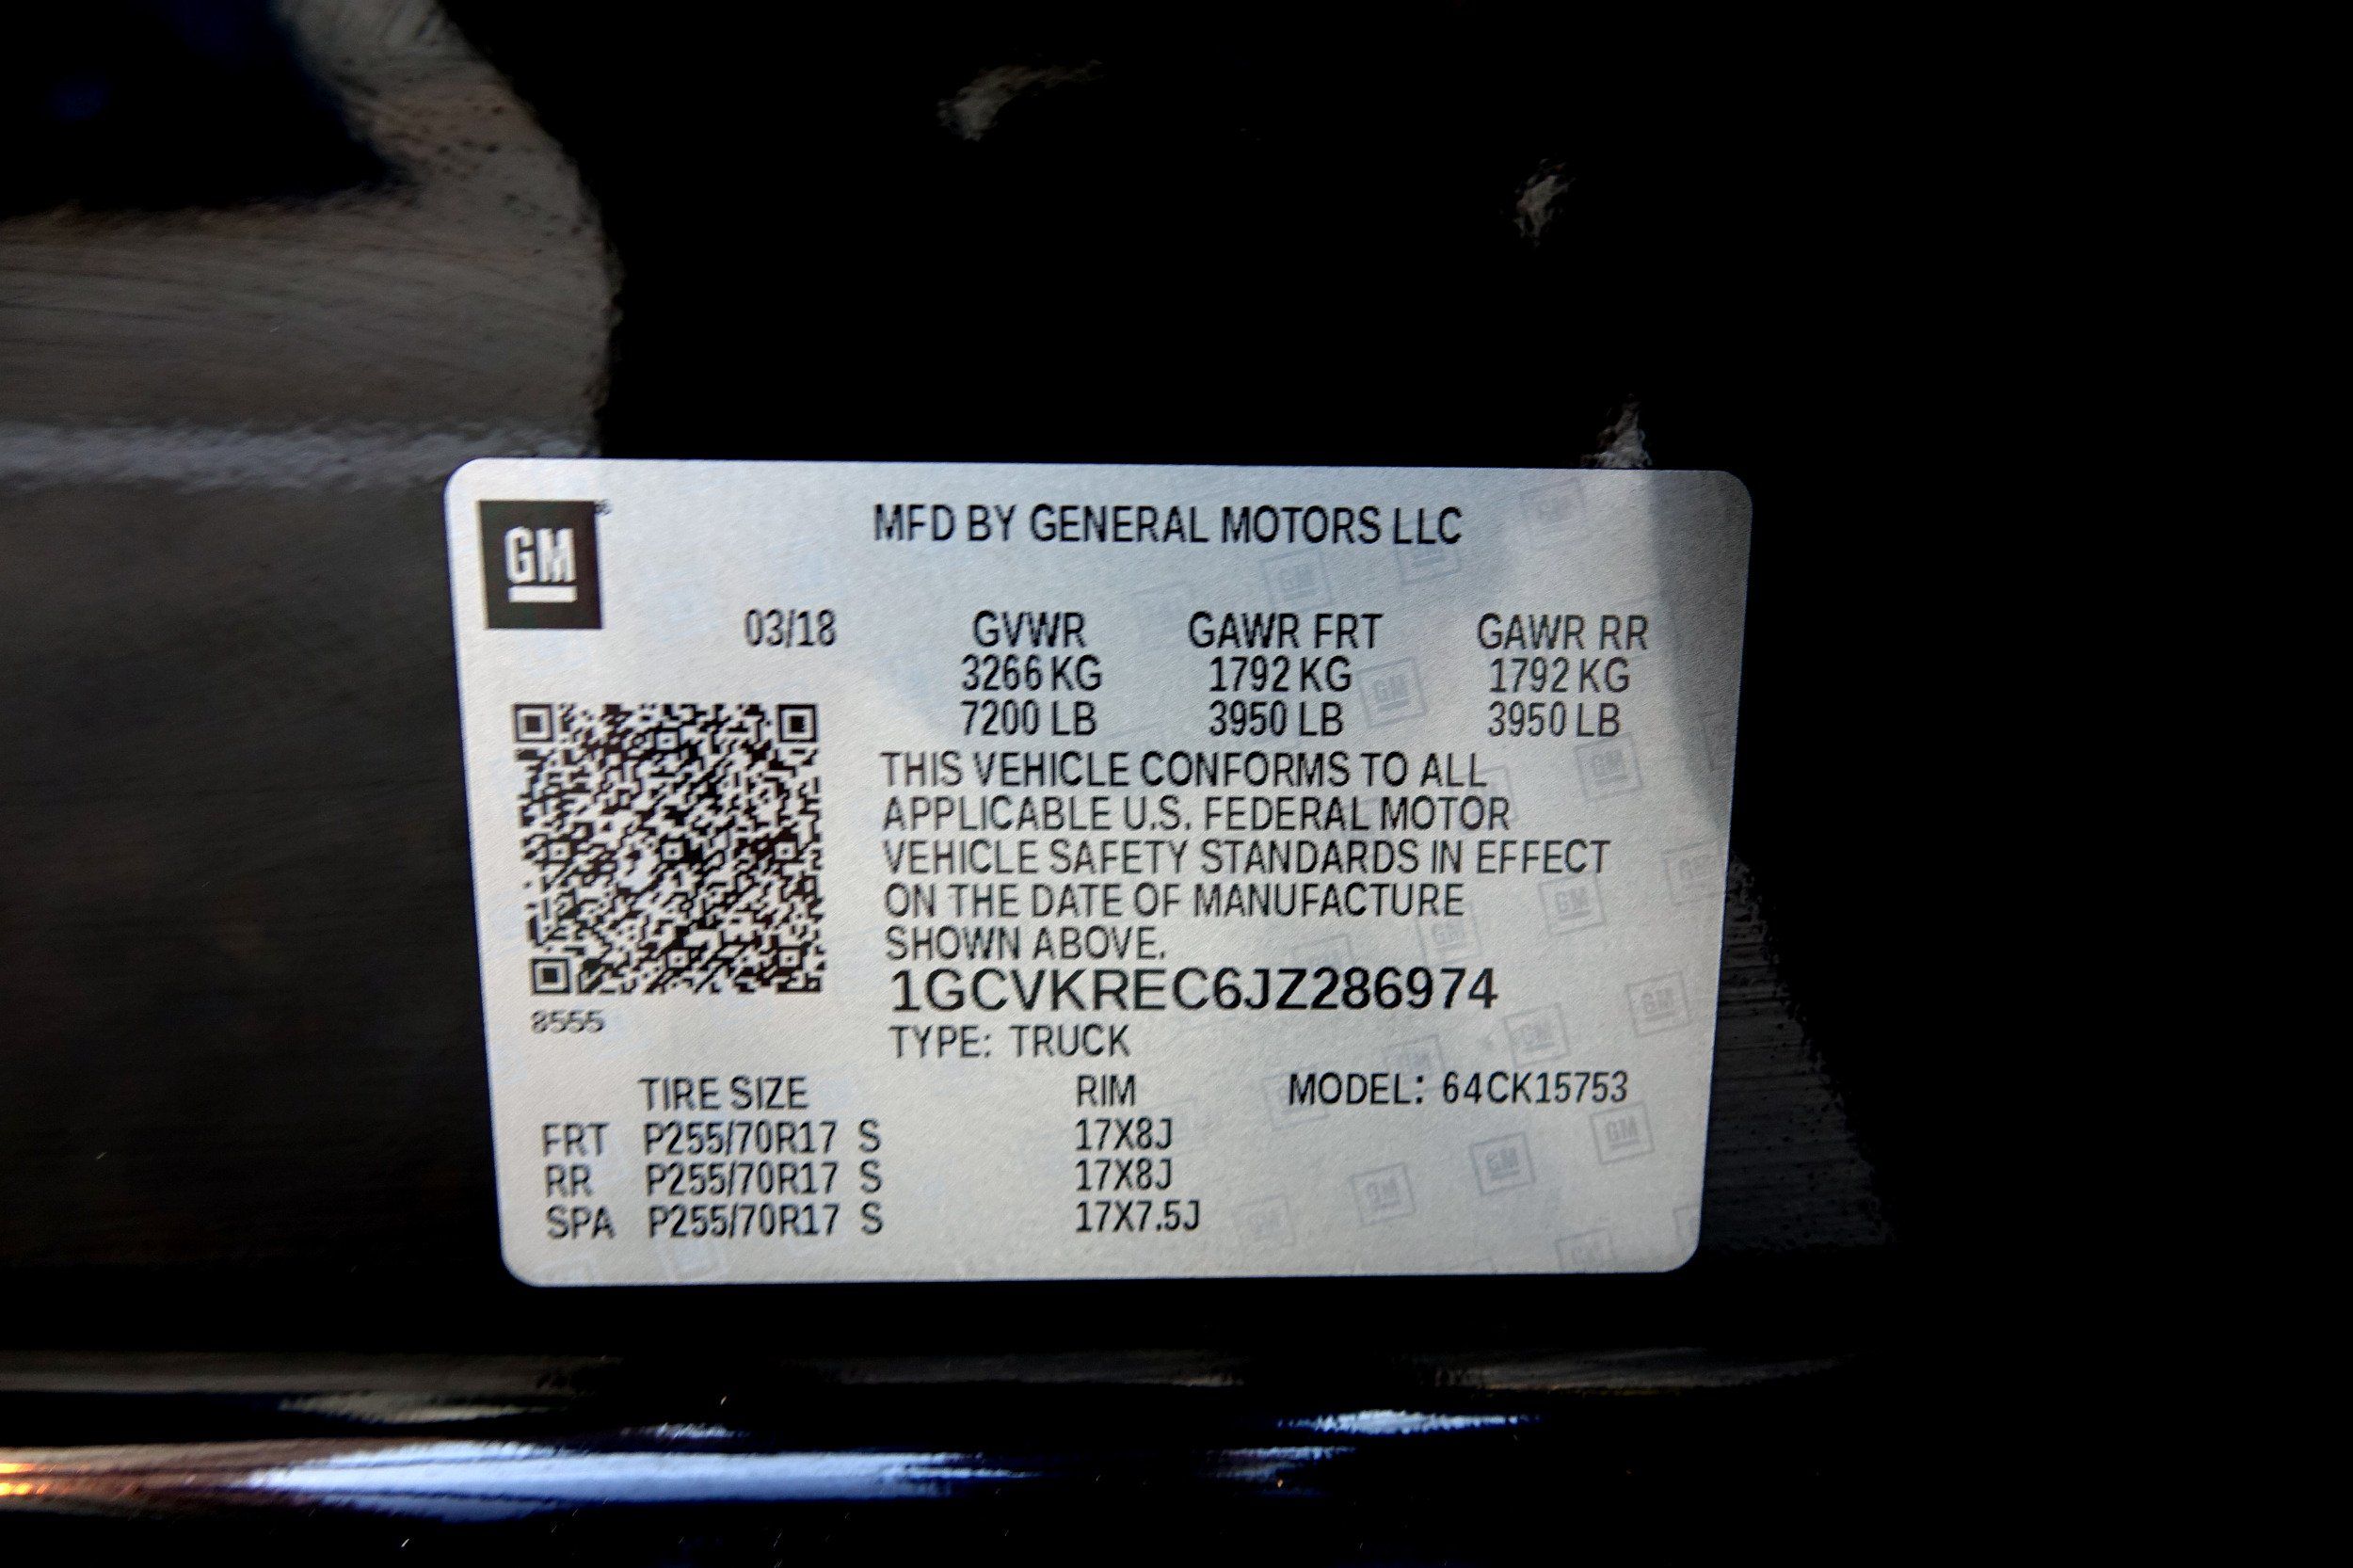 GM
MFD BY GENERAL MOTORS LLC
03/18 GVWR GAWR FRT GAWR RR
3266 KG 1792 KG 1792 KG
7200 LB 3950 LB 3950 LB
THIS VEHICLE CONFORMS TO ALL
APPLICABLE U.S. FEDERAL MOTOR
VEHICLE SAFETY STANDARDS IN EFFECT
ON THE DATE OF MANUFACTURE
SHOWN ABOVE.
1GCVKREC6JZ286974
8555
TYPE: TRUCK
TIRE SIZE RIM MODEL: 64CK15753
FRT P255/70R17 S 17X8J
RR P255/70R17 S 17X8J
SPA P255/70R17 S 17X7.5J